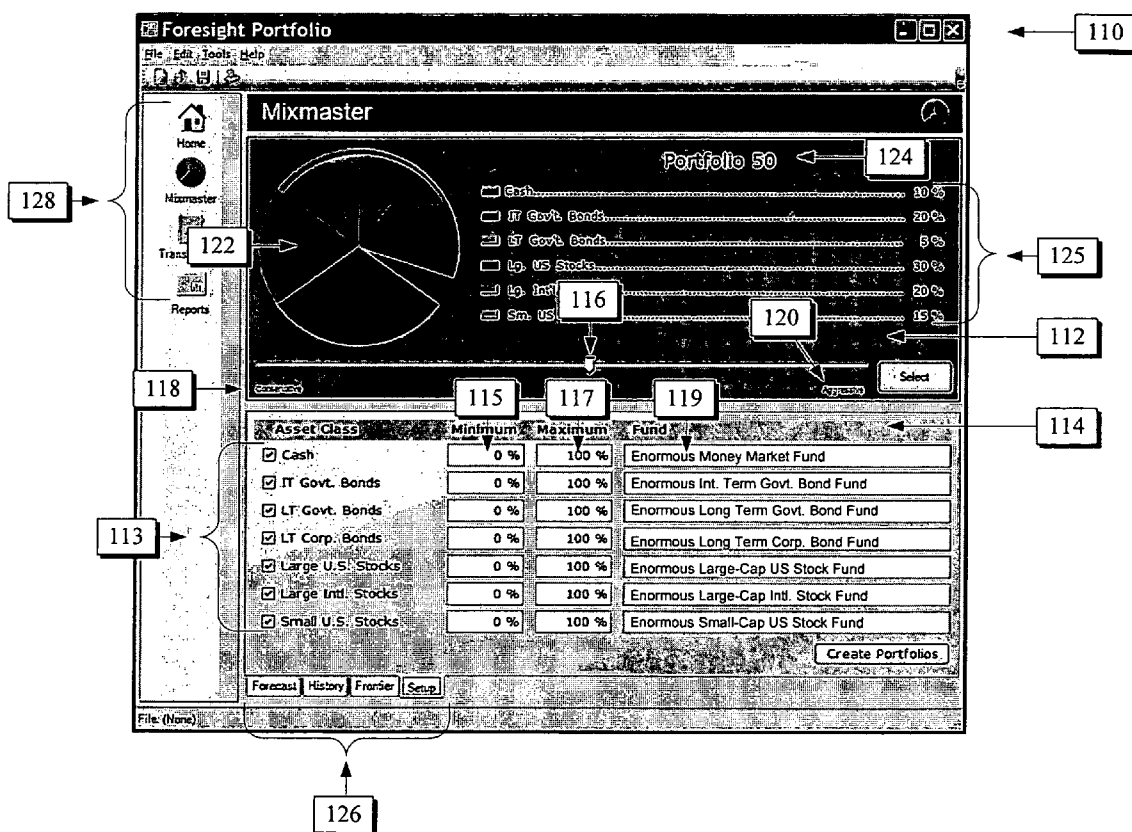 Foresight Portfolio
110
File Edit Tools Help
Mixmaster
Home
Portfolio 50
124
Cash 10 %
128
Mixmaster
IT Gov't. Bonds 20 %
122
LT Gov't. Bonds 5 %
125
Lg. US Stocks 30 %
Lg. 20 %
Reports
116
Sm. US 15 %
120
112
118
Conservative
Aggressive
Select
115
117
119
114
Asset Class Minimum Maximum Fund
Cash 0 % 100 % Enormous Money Market Fund
IT Govt. Bonds 0 % 100 % Enormous Int. Term Govt. Bond Fund
LT Govt. Bonds 0 % 100 % Enormous Long Term Govt. Bond Fund
113
LT Corp. Bonds 0 % 100 % Enormous Long Term Corp. Bond Fund
Large U.S. Stocks 0 % 100 % Enormous Large-Cap US Stock Fund
Large Intl. Stocks 0 % 100 % Enormous Large-Cap Intl. Stock Fund
Small U.S. Stocks 0 % 100 % Enormous Small-Cap US Stock Fund
Create Portfolios
Forecast History Frontier Setup
File: (None)
126